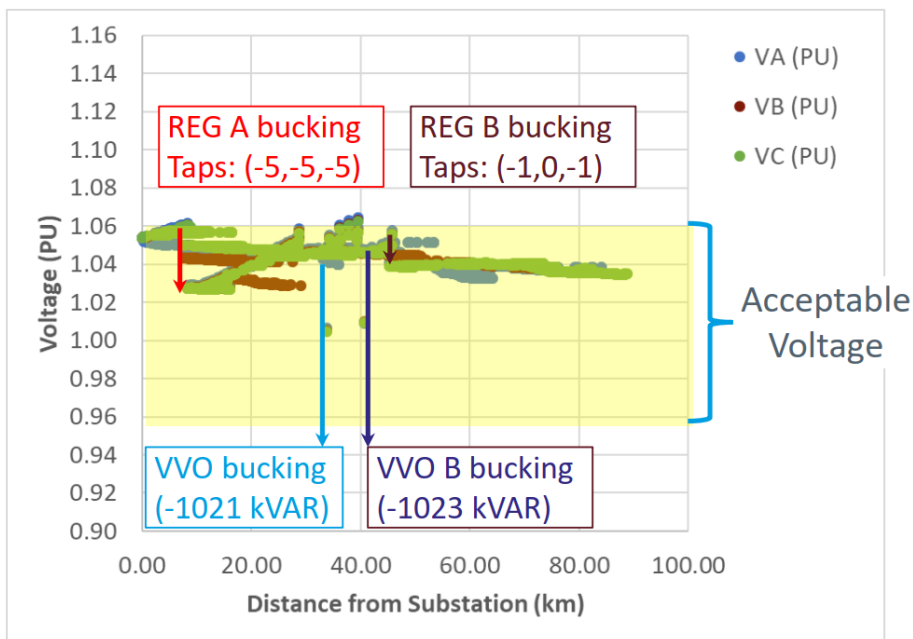 1.16
1.14
1.12
1.10
1.08
1.06
1.04
1.02
1.00
0.98
0.96
0.94
0.92
0.90
Voltage (PU)
0.00 20.00 40.00 60.00 80.00 100.00
Distance from Substation (km)
VA (PU)
VB (PU)
VC (PU)
REG A bucking
Taps: (-5,-5,-5)
REG B bucking
Taps: (-1,0,-1)
Acceptable
Voltage
VVO bucking
(-1021 kVAR)
VVO B bucking
(-1023 kVAR)